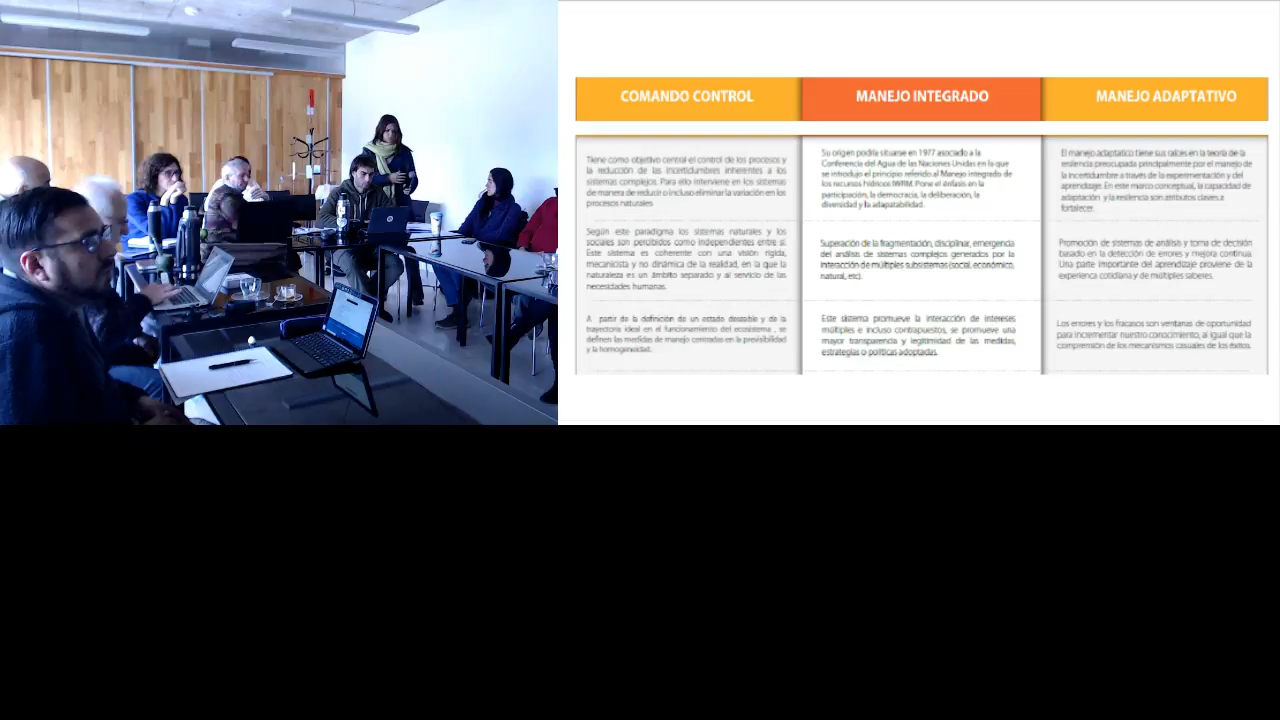 COMANDO CONTROL
Tiene como objetivo central el control de los procesos y
la reducción de las incertidumbres inherentes a los
sistemas complejos. Para ello interviene en los sistemas
de manera de reducir o incluso eliminar la variación en los
procesos naturales.
Según este paradigma los sistemas naturales y los
sociales son percibidos como independientes entre sí.
Este sistema es coherente con una visión rígida,
mecanicista y no dinámica de la realidad, en la que la
naturaleza es un ámbito separado y al servicio de las
necesidades humanas.
A partir de la definición de un estado deseable y de la
trayectoria ideal en el funcionamiento del ecosistema , se
definen las medidas de manejo centradas en la previsibilidad
y la homogeneidad.
MANEJO INTEGRADO
Su origen podría situarse en 1977 asociado a la
Conferencia del Agua de las Naciones Unidas en la que
se introdujo el principio referido al Manejo integrado de
los recursos hídricos IWRM. Pone el énfasis en la
participación, la democracia, la deliberación, la
diversidad y la adapatabilidad.
Superación de la fragmentación, disciplinar, emergencia
del análisis de sistemas complejos generados por la
interacción de múltiples subsistemas (social, económico,
natural, etc).
Este sistema promueve la interacción de intereses
múltiples e incluso contrapuestos, se promueve una
mayor transparencia y legitimidad de las medidas,
estrategias o políticas adoptadas.
MANEJO ADAPTATIVO
El manejo adaptatico tiene sus raíces en la teoría de la
resiliencia preocupada principalmente por el manejo de
la incertidumbre a través de la experimentación y del
aprendizaje. En este marco conceptual, la capacidad de
adaptación y la resiliencia son atributos claves a
fortalecer.
Promoción de sistemas de análisis y toma de decisión
basado en la detección de errores y mejora continua.
Una parte importante del aprendizaje proviene de la
experiencia cotidiana y de múltiples saberes.
Los errores y los fracasos son ventanas de oportunidad
para incrementar nuestro conocimiento, al igual que la
comprensión de los mecanismos casuales de los éxitos.